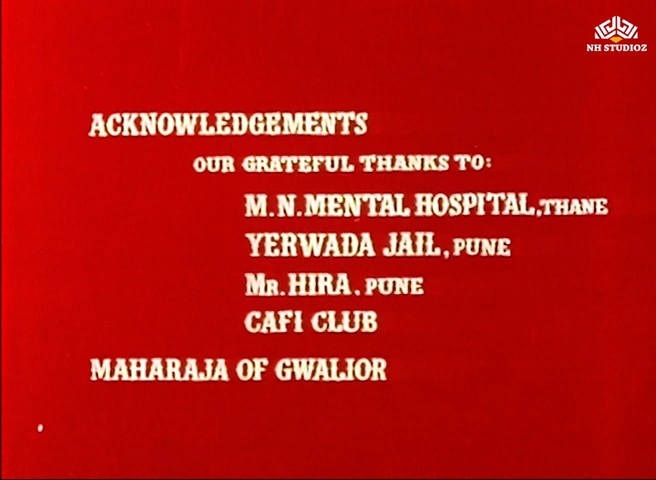 NH STUDIOZ
ACKNOWLEDGEMENTS
OUR GRATEFUL THANKS TO:
M.N.MENTAL HOSPITAL,THANE
YERWADA JAIL, PUNE
MR. HIRA. PUNE
CAFI CLUB
MAHARAJA OF GWALIOR